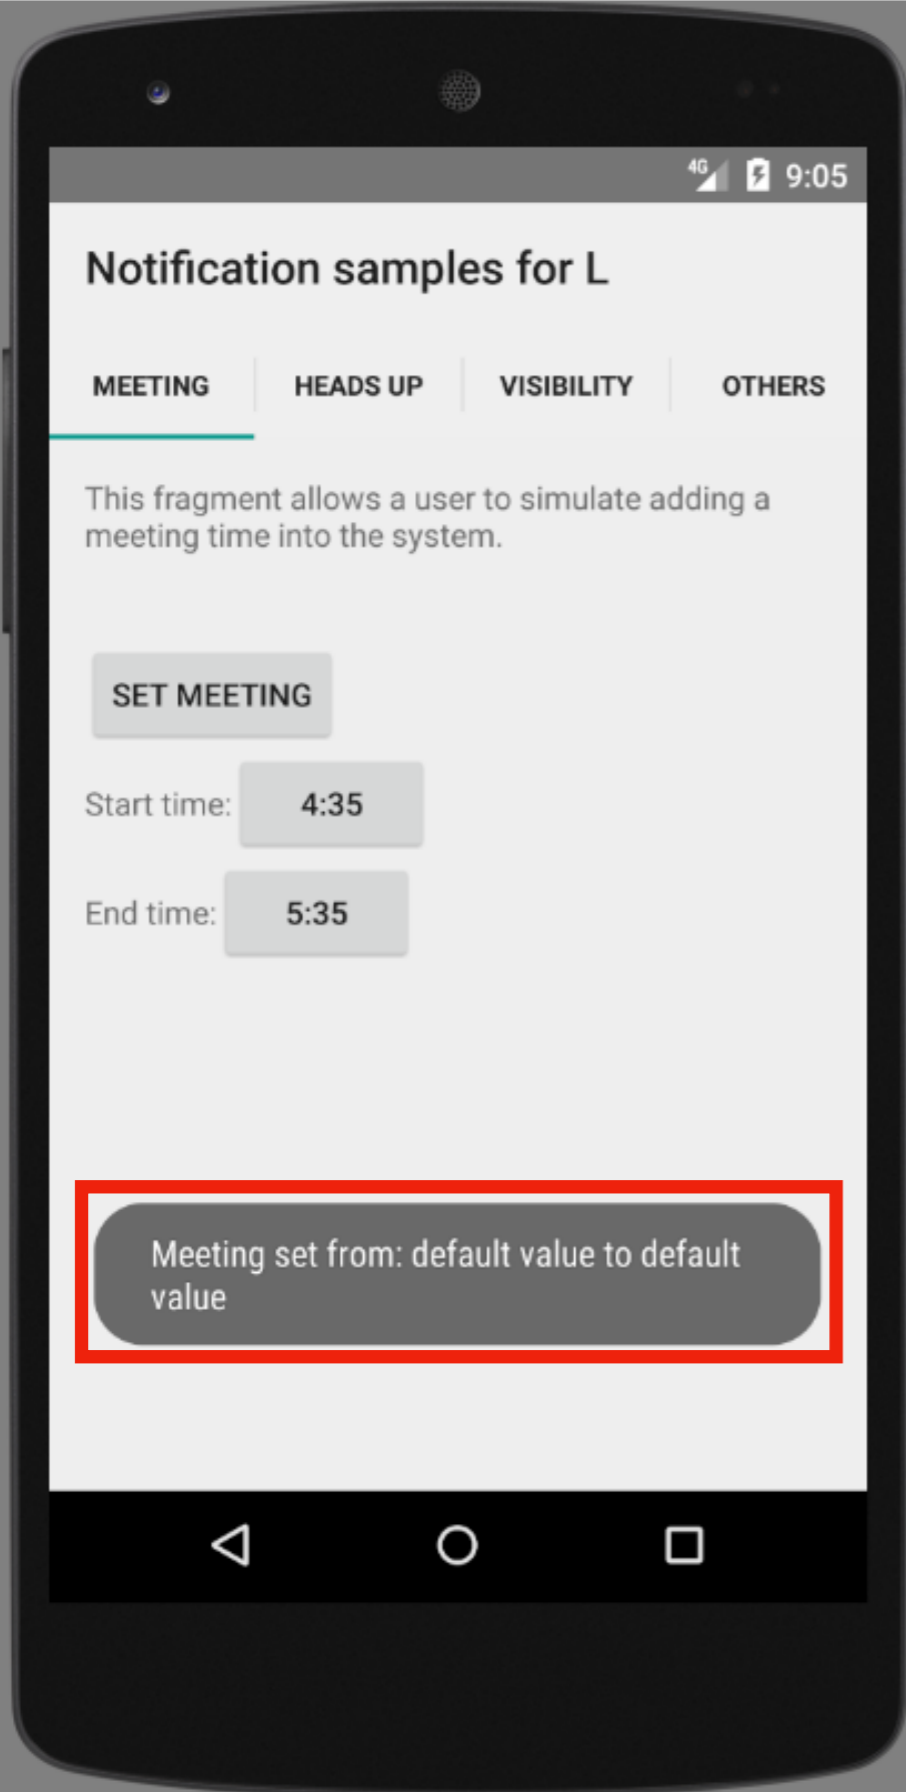 4G 9:05
Notification samples for L
MEETING HEADS UP VISIBILITY OTHERS
This fragment allows a user to simulate adding a
meeting time into the system.
SET MEETING
Start time: 4:35
End time: 5:35
Meeting set from: default value to default
value